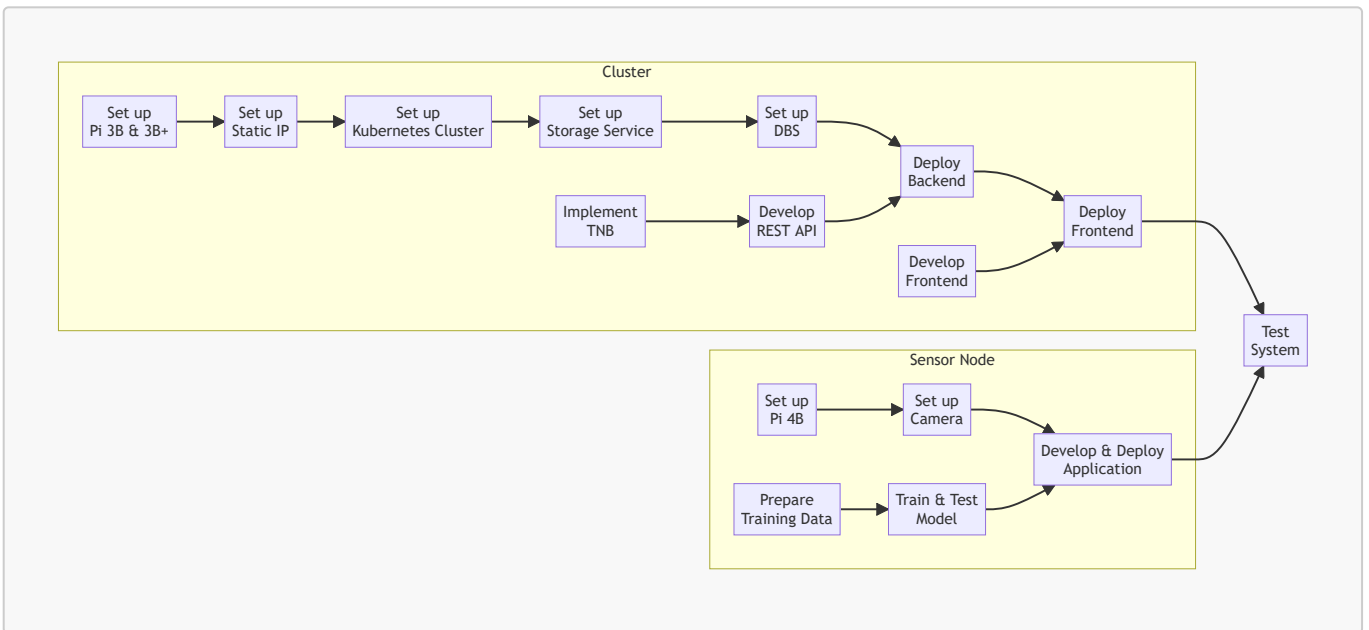 Cluster
Set up
Pi 3B & 3B+
Set up
Static IP
Set up
Kubernetes Cluster
Set up
Storage Service
Set up
DBS
Deploy
Backend
Implement
TNB
Develop
REST API
Deploy
Frontend
Develop
Frontend
Test
System
Sensor Node
Set up
Pi 4B
Set up
Camera
Develop & Deploy
Application
Prepare
Training Data
Train & Test
Model